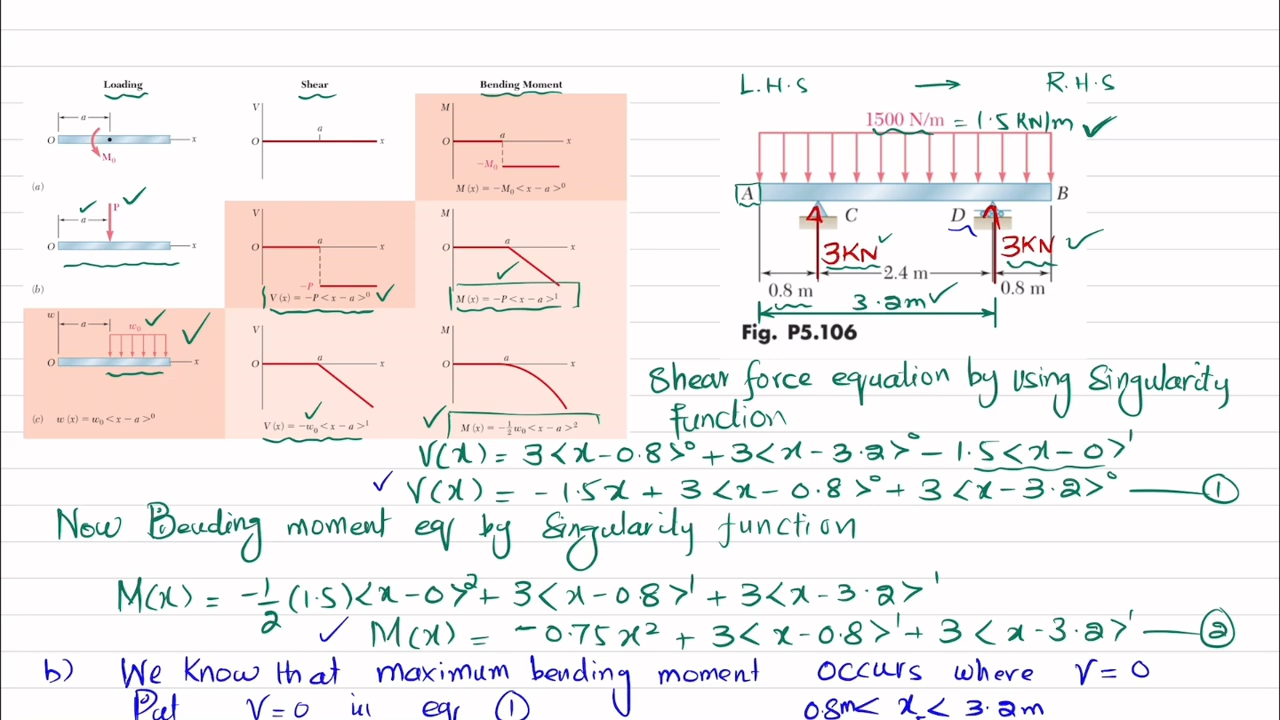 Loading Shear Bending Moment
a
O x
M₀
(a)
V
a
O x
M
a
O x
−M₀
M (x) = −M₀ < x − a >⁰
P
a
O x
(b)
V
a
O x
−P
V (x) = −P < x − a >⁰
M
a
O x
M (x) = −P < x − a >¹
w
a w₀
O x
(c) w (x) = w₀ < x − a >⁰
V
a
O x
V (x) = −w₀ < x − a >¹
M
a
O x
M (x) = −½ w₀ < x − a >²
L.H.S → R.H.S
1500 N/m = 1.5 KN/m
A B
C D
3KN 3KN
2.4 m
0.8 m 0.8 m
3.2m
Fig. P5.106
Shear force equation by using Singularity
function
V(x) = 3<x-0.8>⁰ + 3<x-3.2>⁰ - 1.5<x-0>¹
V(x) = -1.5x + 3<x-0.8>⁰ + 3<x-3.2>⁰ ①
Now Bending moment eq by Singularily function
M(x) = -1/2 (1.5)<x-0>² + 3<x-0.8>¹ + 3<x-3.2>¹
M(x) = -0.75x² + 3<x-0.8>¹ + 3<x-3.2>¹ ②
b) We know that maximum bending moment occurs where V=0
Put V=0 in eq ① 0.8m< x < 3.2m